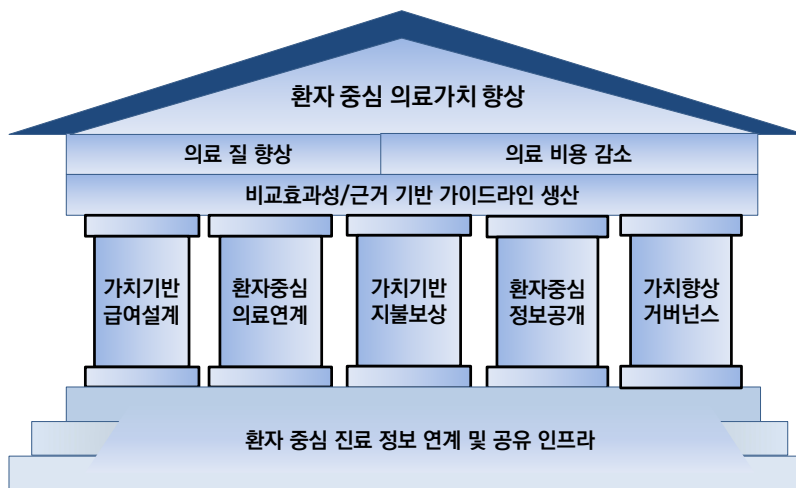 환자 중심 의료가치 향상
의료 질 향상
의료 비용 감소
비교효과성/근거 기반 가이드라인 생산
가치기반
급여설계
환자중심
의료연계
가치기반
지불보상
환자중심
정보공개
가치향상
거버넌스
환자 중심 진료 정보 연계 및 공유 인프라